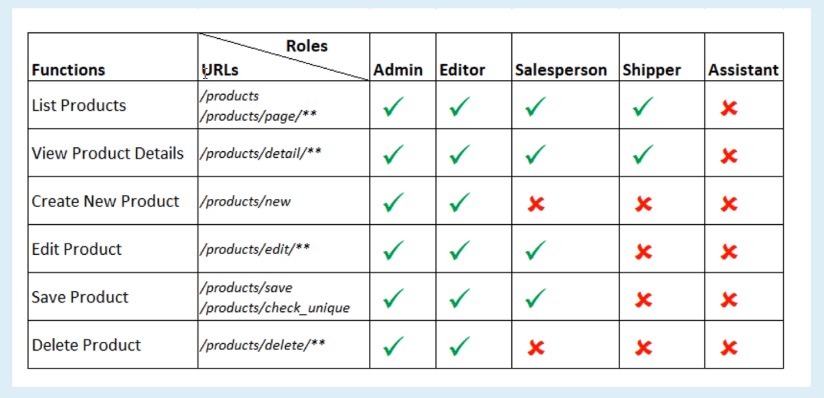 Roles
Functions URLs Admin Editor Salesperson Shipper Assistant
List Products /products
/products/page/**
View Product Details /products/detail/**
Create New Product /products/new
Edit Product /products/edit/**
Save Product /products/save
/products/check_unique
Delete Product /products/delete/**